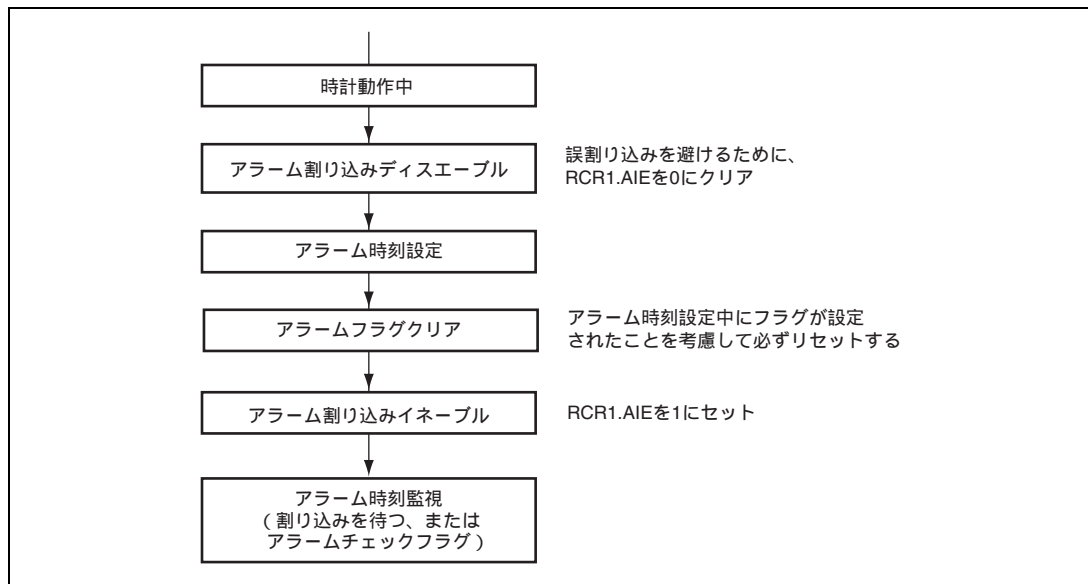 時計動作中
アラーム割り込みディスエーブル
誤割り込みを避けるために、
RCR1.AIEを0にクリア
アラーム時刻設定
アラームフラグクリア
アラーム時刻設定中にフラグが設定
されたことを考慮して必ずリセットする
アラーム割り込みイネーブル
RCR1.AIEを1にセット
アラーム時刻監視
(割り込みを待つ、または
アラームチェックフラグ)